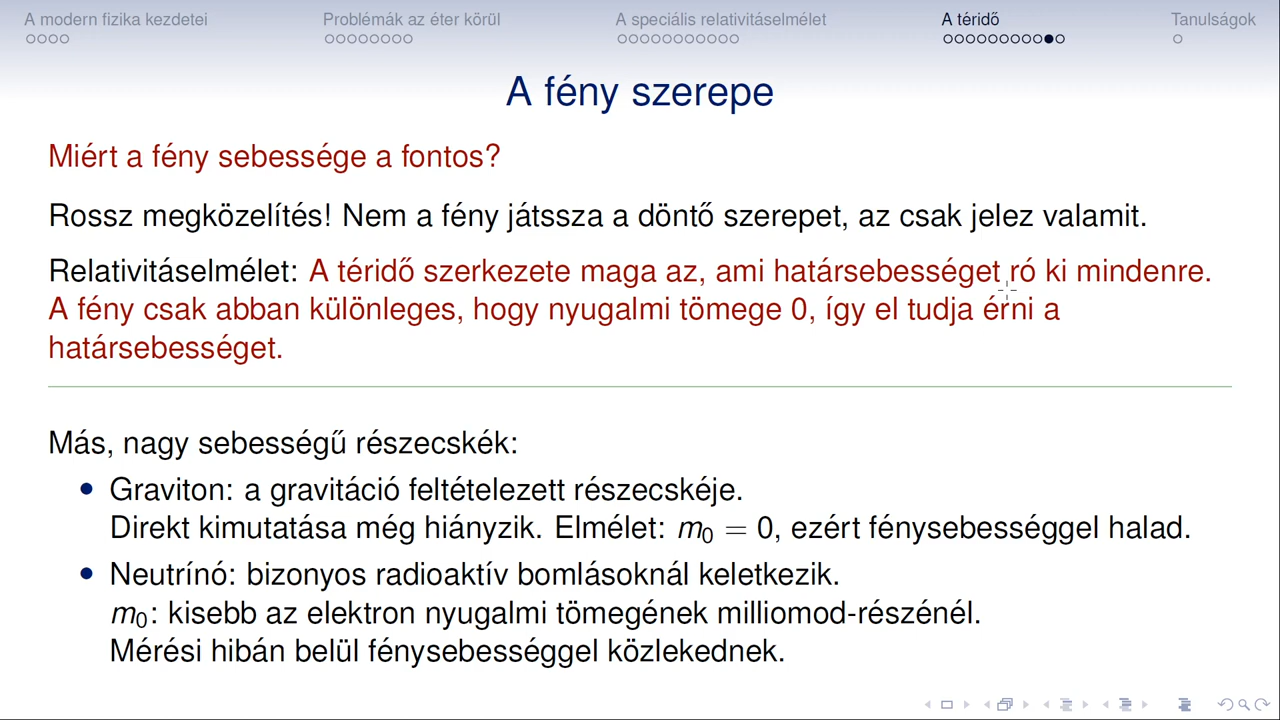 A modern fizika kezdetei Problémák az éter körül A speciális relativitáselmélet A téridő Tanulságok
A fény szerepe
Miért a fény sebessége a fontos?
Rossz megközelítés! Nem a fény játssza a döntő szerepet, az csak jelez valamit.
Relativitáselmélet: A téridő szerkezete maga az, ami határsebességet ró ki mindenre.
A fény csak abban különleges, hogy nyugalmi tömege 0, így el tudja érni a
határsebességet.
Más, nagy sebességű részecskék:
• Graviton: a gravitáció feltételezett részecskéje.
Direkt kimutatása még hiányzik. Elmélet: m₀ = 0, ezért fénysebességgel halad.
• Neutrínó: bizonyos radioaktív bomlásoknál keletkezik.
m₀: kisebb az elektron nyugalmi tömegének milliomod-részénél.
Mérési hibán belül fénysebességgel közlekednek.